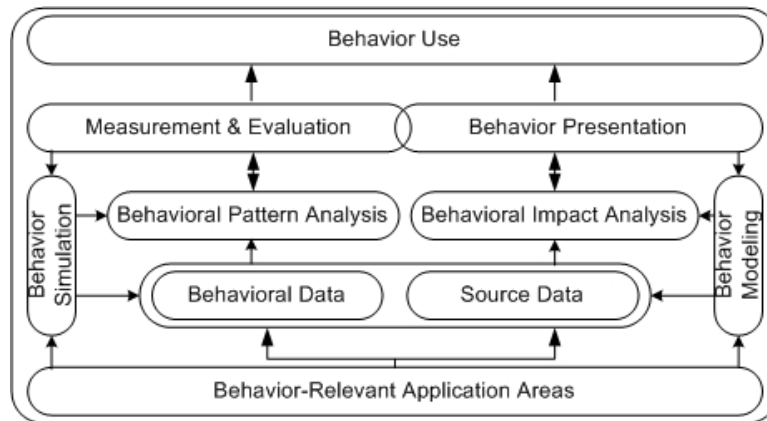 Behavior Use
Measurement & Evaluation
Behavior Presentation
Behavior
Simulation
Behavioral Pattern Analysis
Behavioral Impact Analysis
Behavior
Modeling
Behavioral Data
Source Data
Behavior-Relevant Application Areas